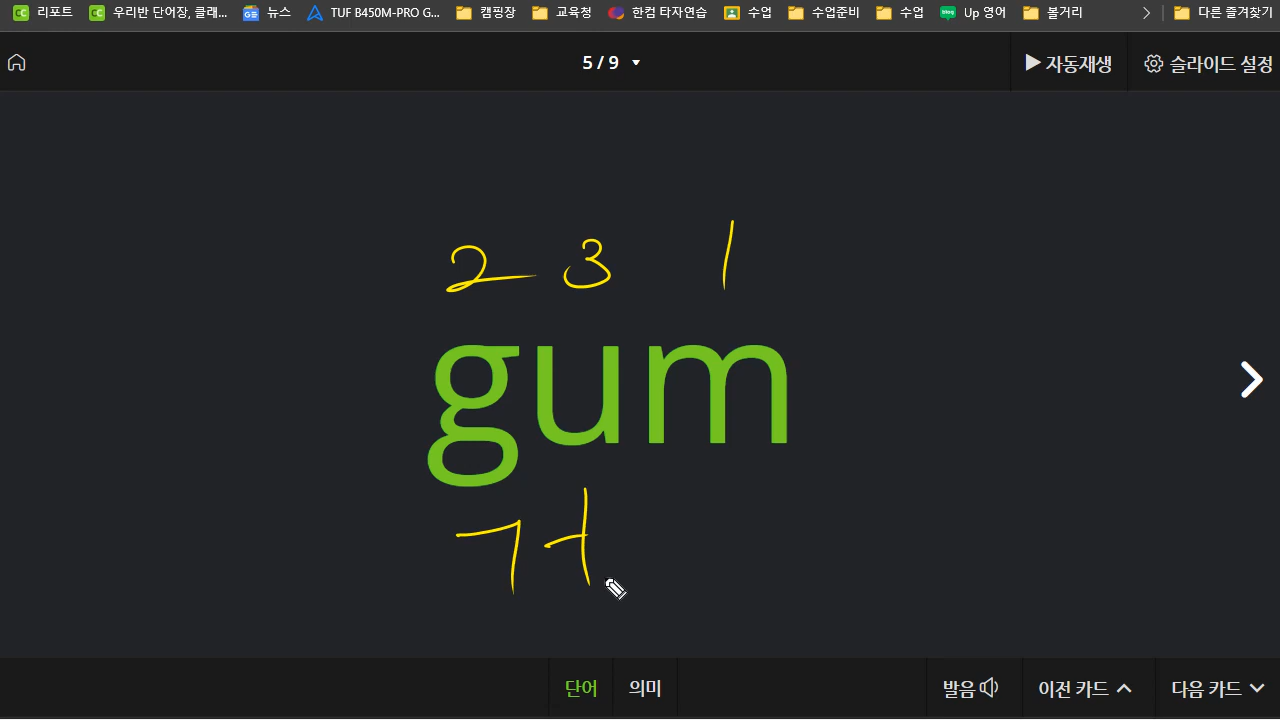 리포트 우리반 단어장, 클래... 뉴스 TUF B450M-PRO G... 캠핑장 교육청 한컴 타자연습 수업 수업준비 수업 Up 영어 볼거리 다른 즐겨찾기
5 / 9 자동재생 슬라이드 설정
2 3 1
gum
거
단어 의미 발음 이전 카드 다음 카드